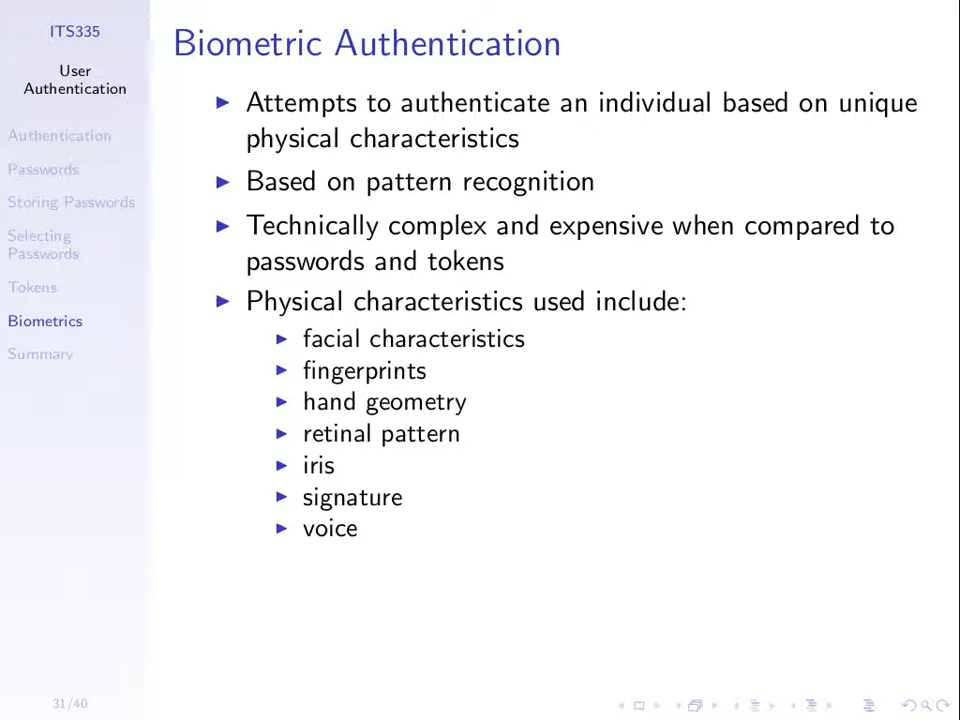 ITS335
User
Authentication
Authentication
Passwords
Storing Passwords
Selecting
Passwords
Tokens
Biometrics
Summary
31/40
Biometric Authentication
Attempts to authenticate an individual based on unique
physical characteristics
Based on pattern recognition
Technically complex and expensive when compared to
passwords and tokens
Physical characteristics used include:
facial characteristics
fingerprints
hand geometry
retinal pattern
iris
signature
voice